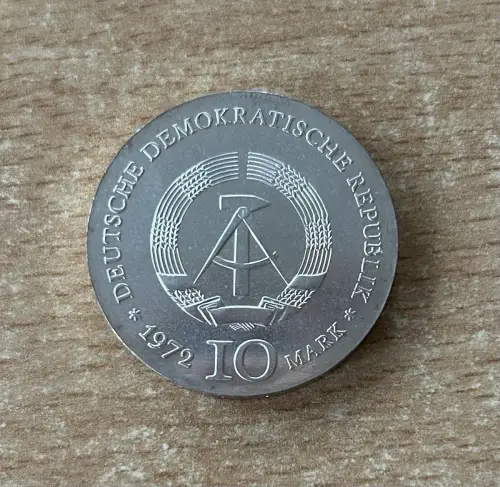 * DEUTSCHE DEMOKRATISCHE REPUBLIK *
1972 10 MARK